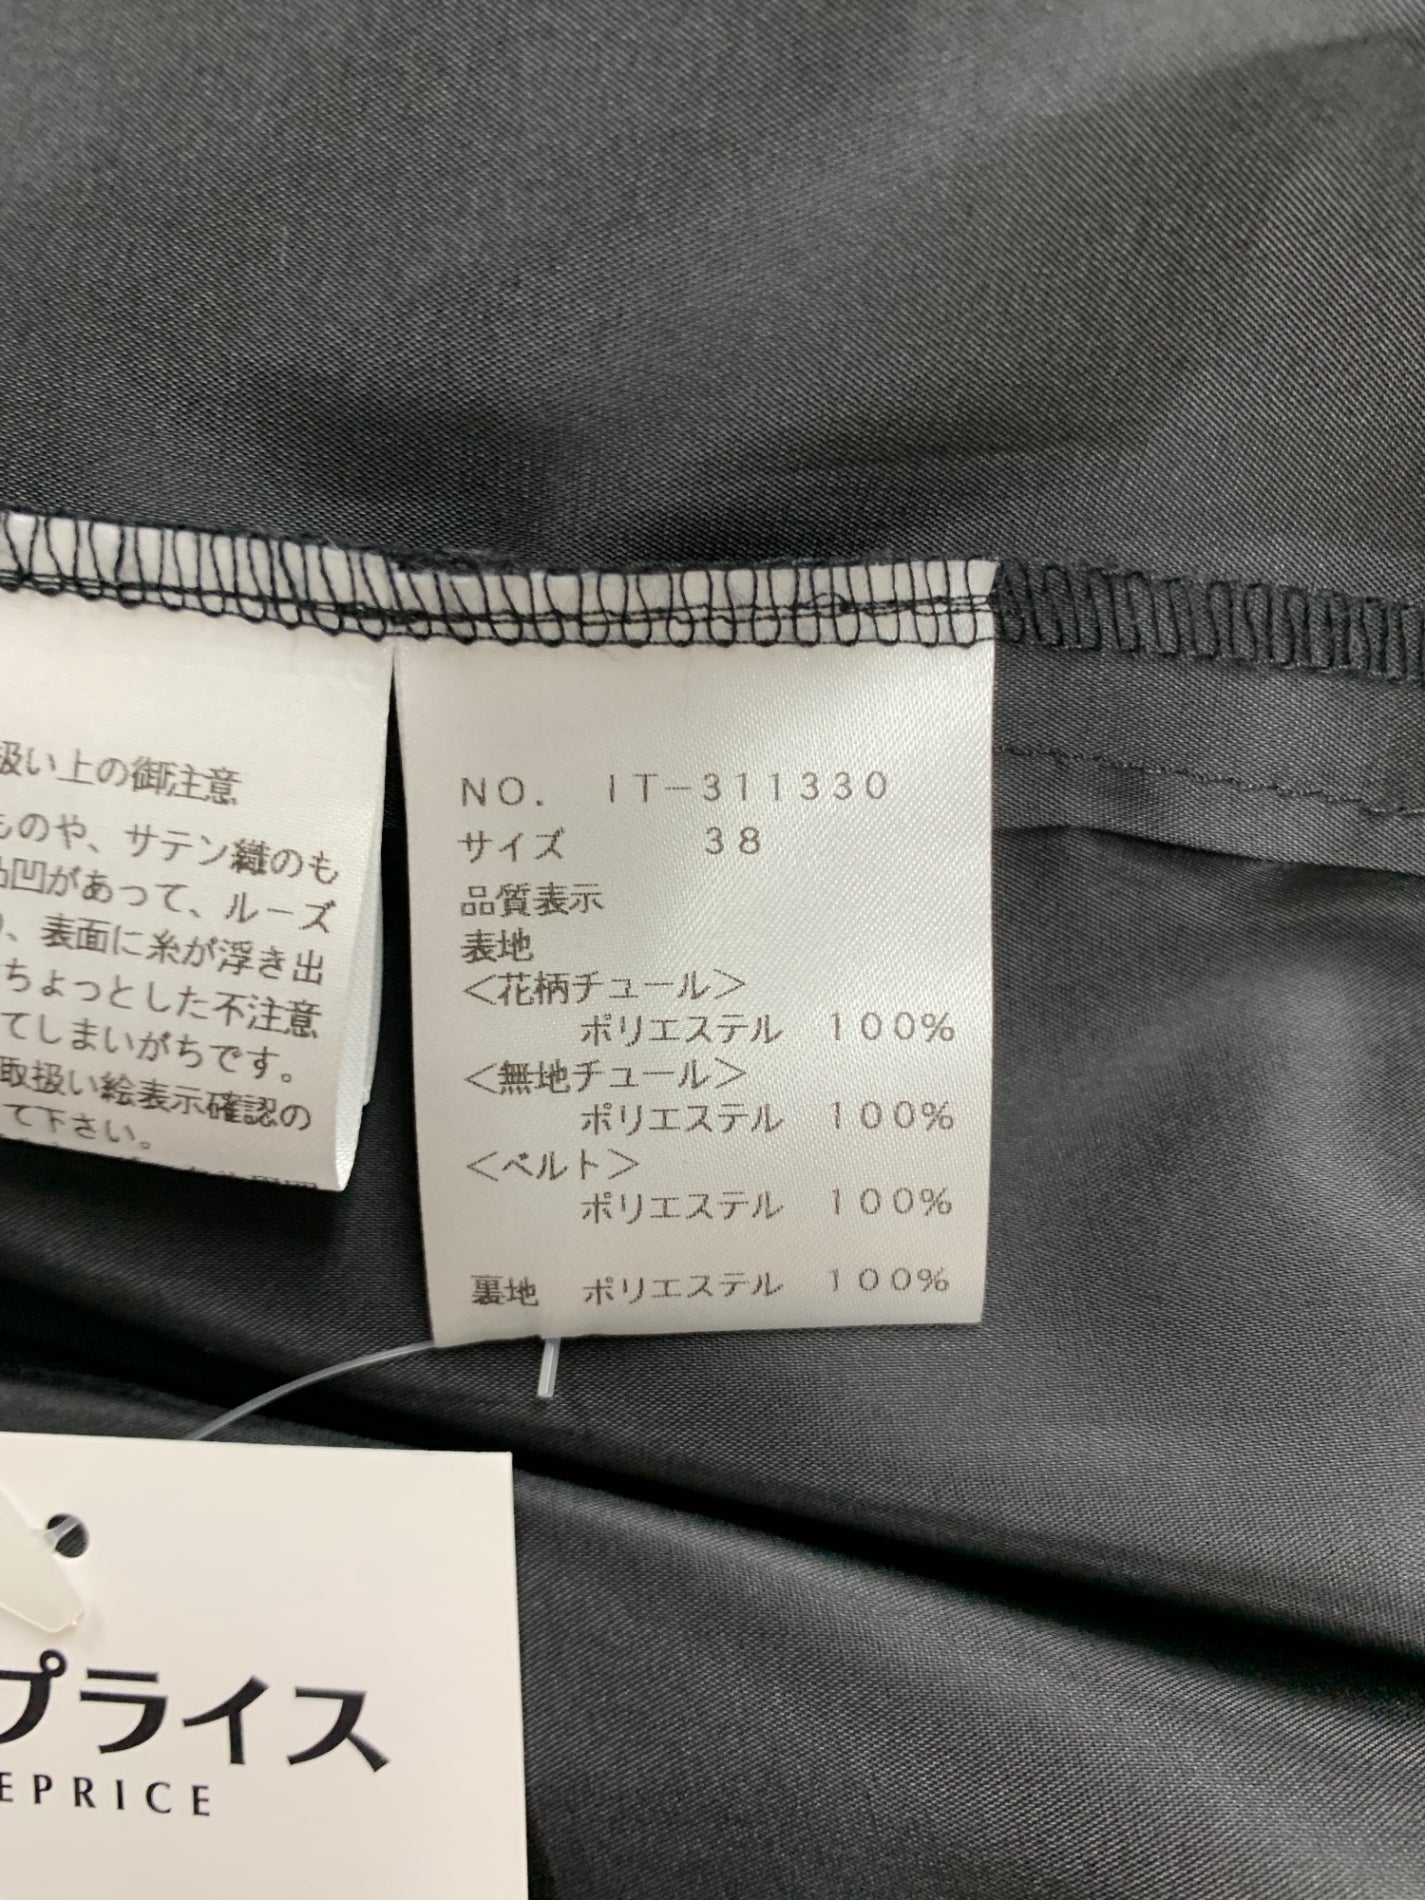 扱い上の御注意
ものや、サテン織のも
凸凹があって、ルーズ
、表面に糸が浮き出
ちょっとした不注意
てしまいがちです。
取扱い絵表示確認の
て下さい。
NO. IT-311330
サイズ 38
品質表示
表地
<花柄チュール>
ポリエステル 100%
<無地チュール>
ポリエステル 100%
<ベルト>
ポリエステル 100%
裏地 ポリエステル 100%
プライス
EPRICE